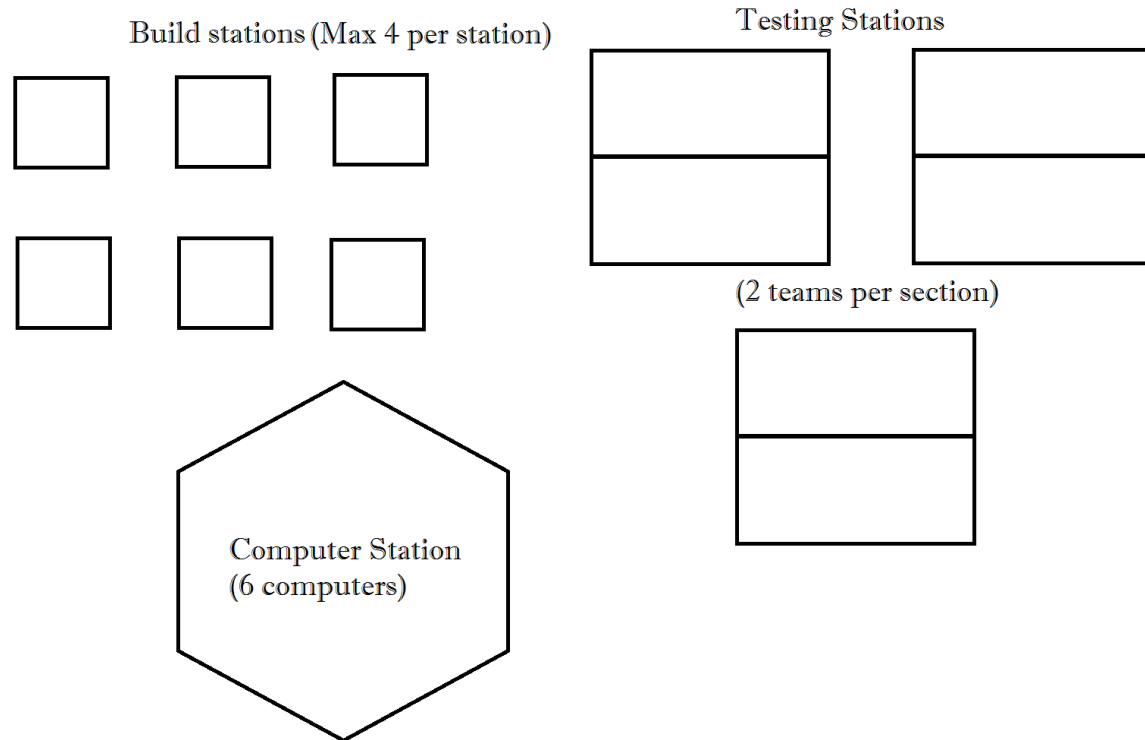 Build stations (Max 4 per station)
Testing Stations
(2 teams per section)
Computer Station
(6 computers)